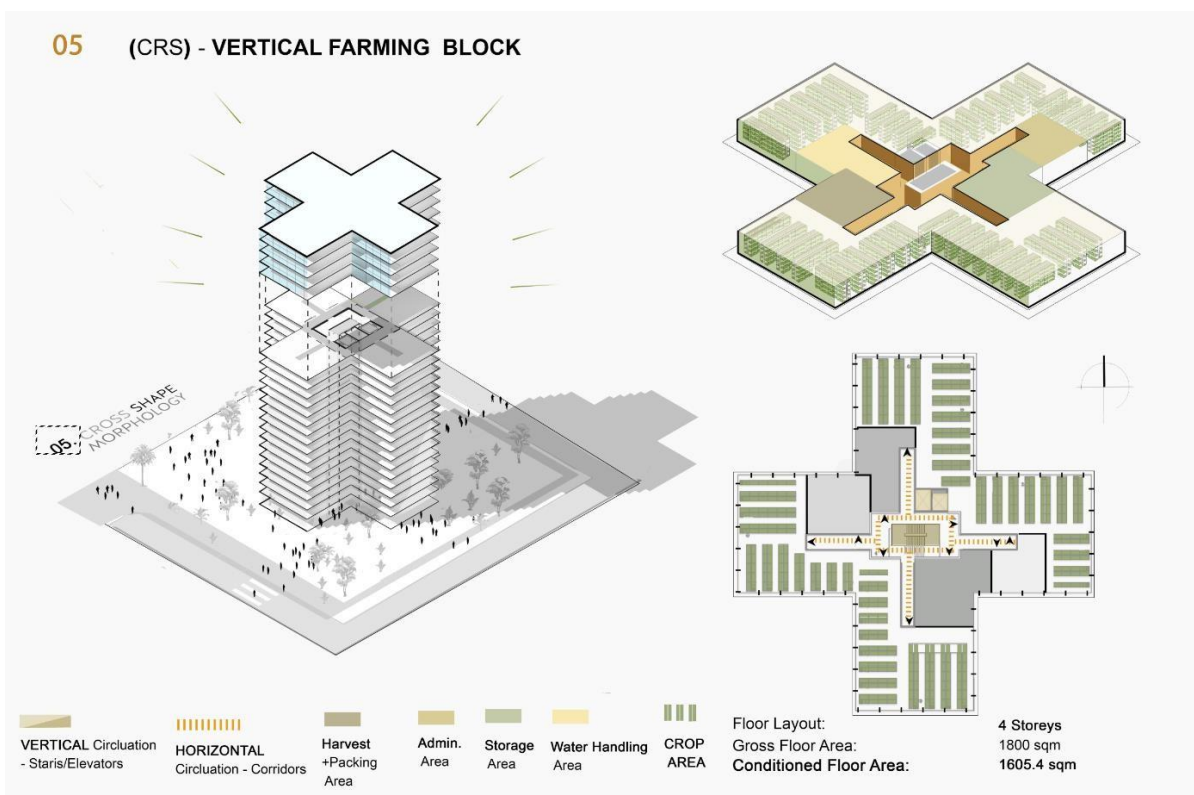 05 (CRS) - VERTICAL FARMING BLOCK
05 - CROSS SHAPE
MORPHOLOGY
VERTICAL Circuation
- Staris/Elevators
HORIZONTAL
Circuation - Corridors
Harvest
+Packing
Area
Admin.
Area
Storage
Area
Water Handling
Area
CROP
AREA
Floor Layout: 4 Storeys
Gross Floor Area: 1800 sqm
Conditioned Floor Area: 1605.4 sqm